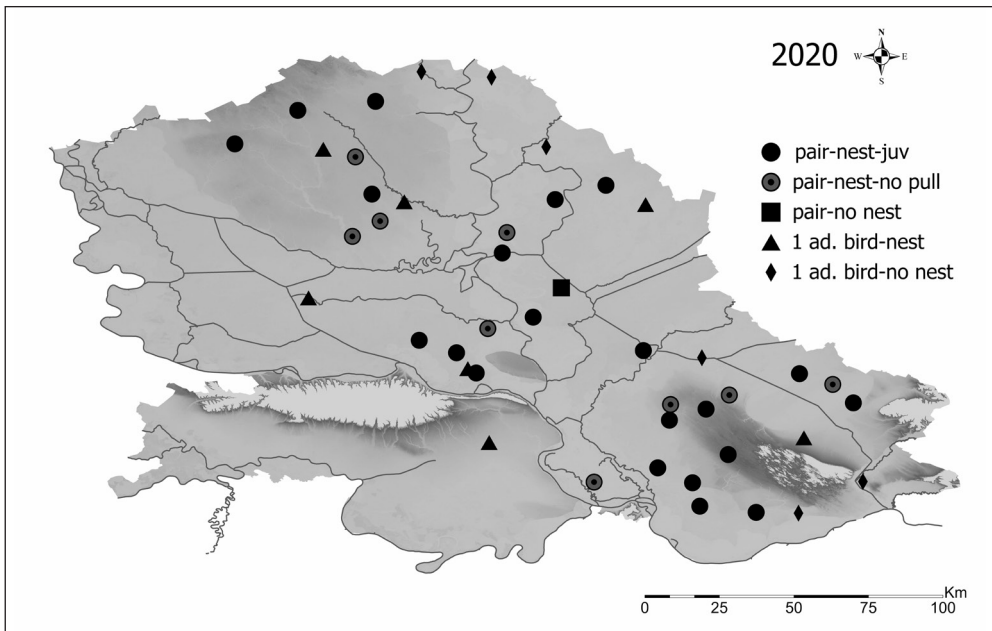 2020
N
W E
S
pair-nest-juv
pair-nest-no pull
pair-no nest
1 ad. bird-nest
1 ad. bird-no nest
Km
0 25 50 75 100